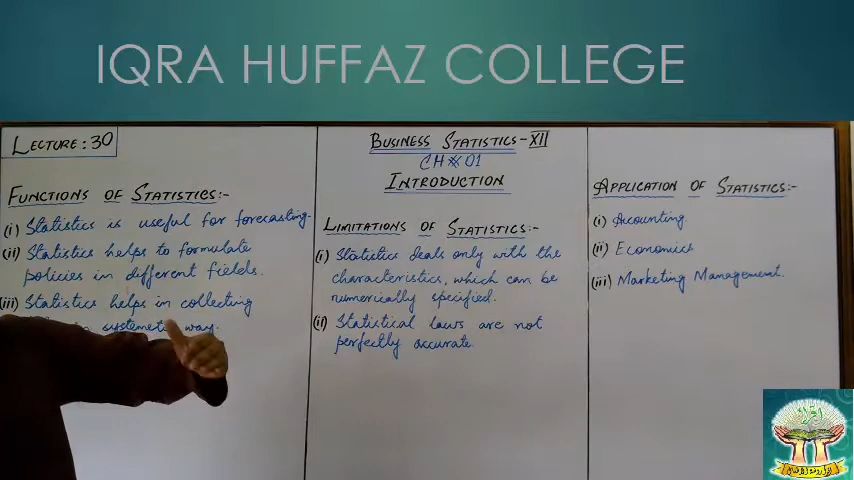 IQRA HUFFAZ COLLEGE
LECTURE: 30
FUNCTIONS OF STATISTICS:-
(i) Statistics is useful for forecasting.
(ii) Statistics helps to formulate
policies in different fields.
(iii) Statistics helps in collecting
systemetic way.
BUSINESS STATISTICS-XII
CH# 01
INTRODUCTION
LIMITATIONS OF STATISTICS:-
(i) Statistics deals only with the
characteristics, which can be
numerically specified.
(ii) Statistical laws are not
perfectly accurate.
APPLICATION OF STATISTICS:-
(i) Accounting.
(ii) Economics
(iii) Marketing Management.
اقرأ